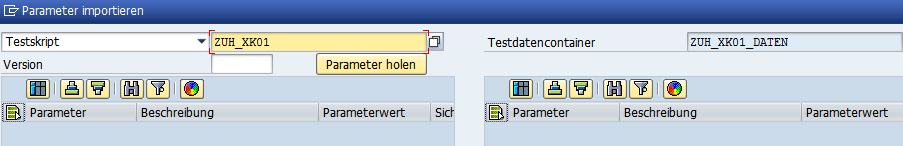 Parameter importieren
Testskript ZUH_XK01 Testdatencontainer ZUH_XK01_DATEN
Version Parameter holen
Parameter Beschreibung Parameterwert Sich Parameter Beschreibung Parameterwert